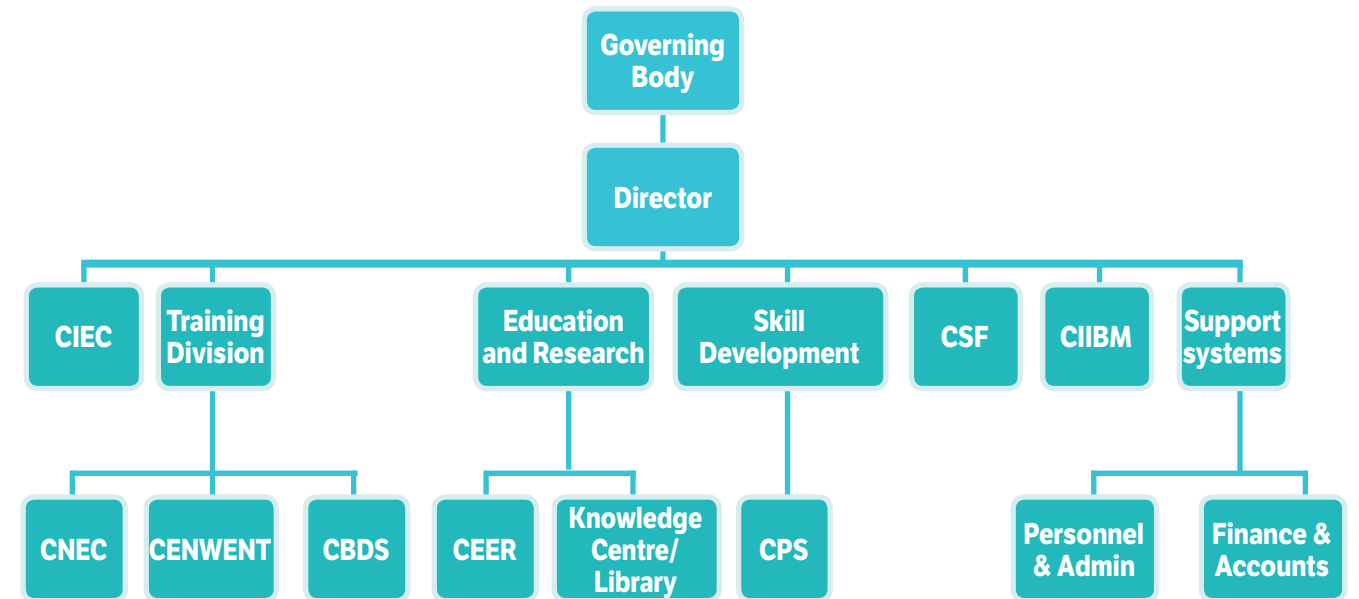 Governing
Body
Director
CIEC
Training
Division
Education
and Research
Skill
Development
CSF
CIIBM
Support
systems
CNEC
CENWENT
CBDS
CEER
Knowledge
Centre/
Library
CPS
Personnel
& Admin
Finance &
Accounts